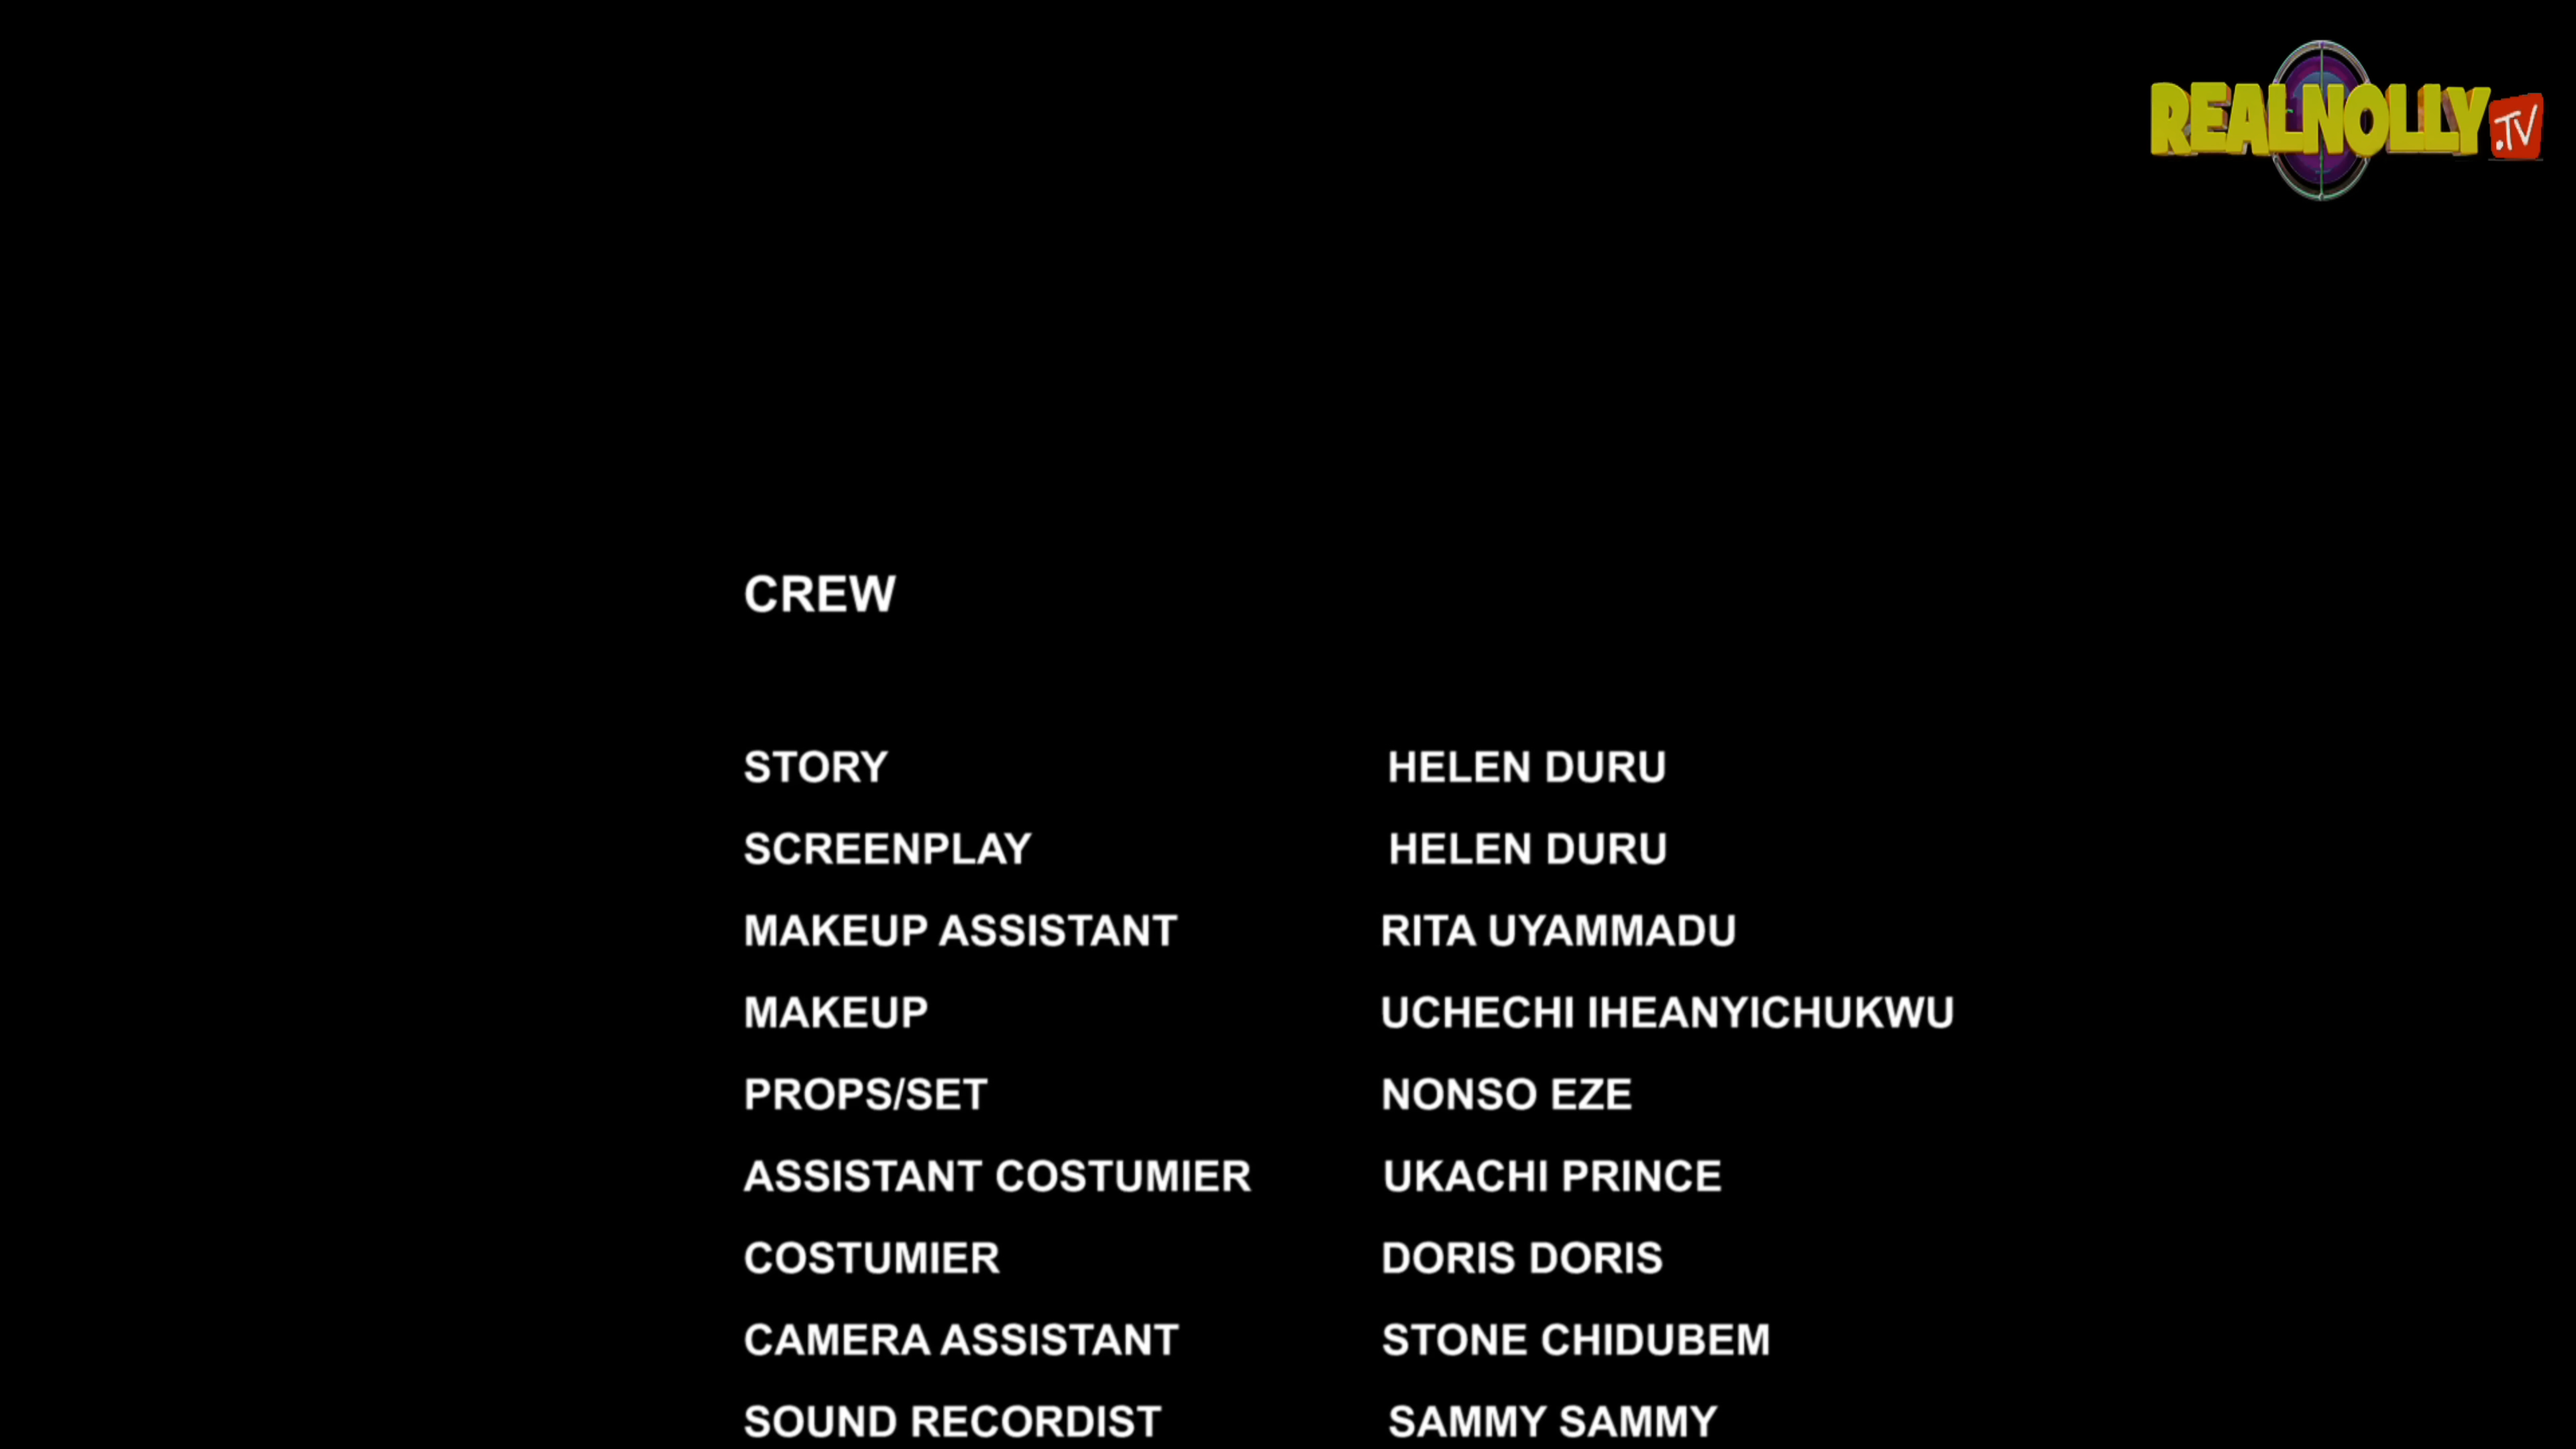 REALNOLLY.TV
CREW
STORY HELEN DURU
SCREENPLAY HELEN DURU
MAKEUP ASSISTANT RITA UYAMMADU
MAKEUP UCHECHI IHEANYICHUKWU
PROPS/SET NONSO EZE
ASSISTANT COSTUMIER UKACHI PRINCE
COSTUMIER DORIS DORIS
CAMERA ASSISTANT STONE CHIDUBEM
SOUND RECORDIST SAMMY SAMMY